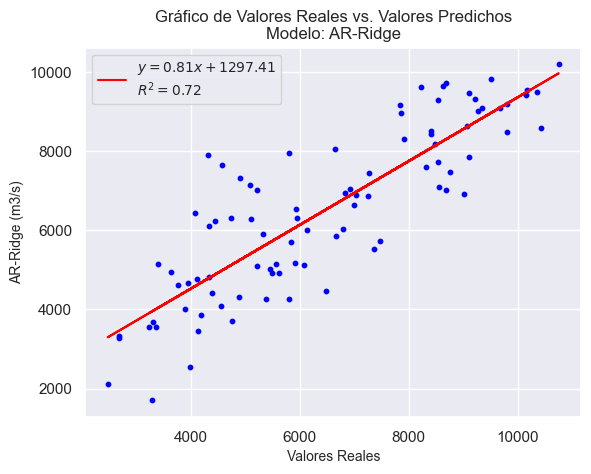 Gráfico de Valores Reales vs. Valores Predichos
Modelo: AR-Ridge
y = 0.81x + 1297.41
R² = 0.72
10000
8000
6000
4000
2000
AR-Ridge (m3/s)
4000 6000 8000 10000
Valores Reales